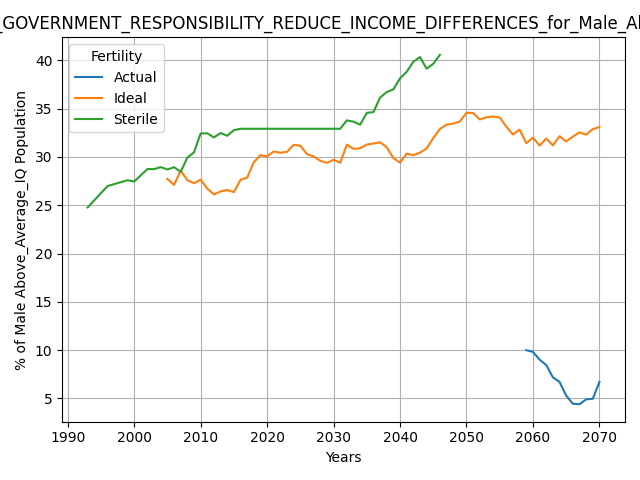 _GOVERNMENT_RESPONSIBILITY_REDUCE_INCOME_DIFFERENCES_for_Male_A
Fertility
Actual
Ideal
Sterile
% of Male Above_Average_IQ Population
40
35
30
25
20
15
10
5
1990 2000 2010 2020 2030 2040 2050 2060 2070
Years